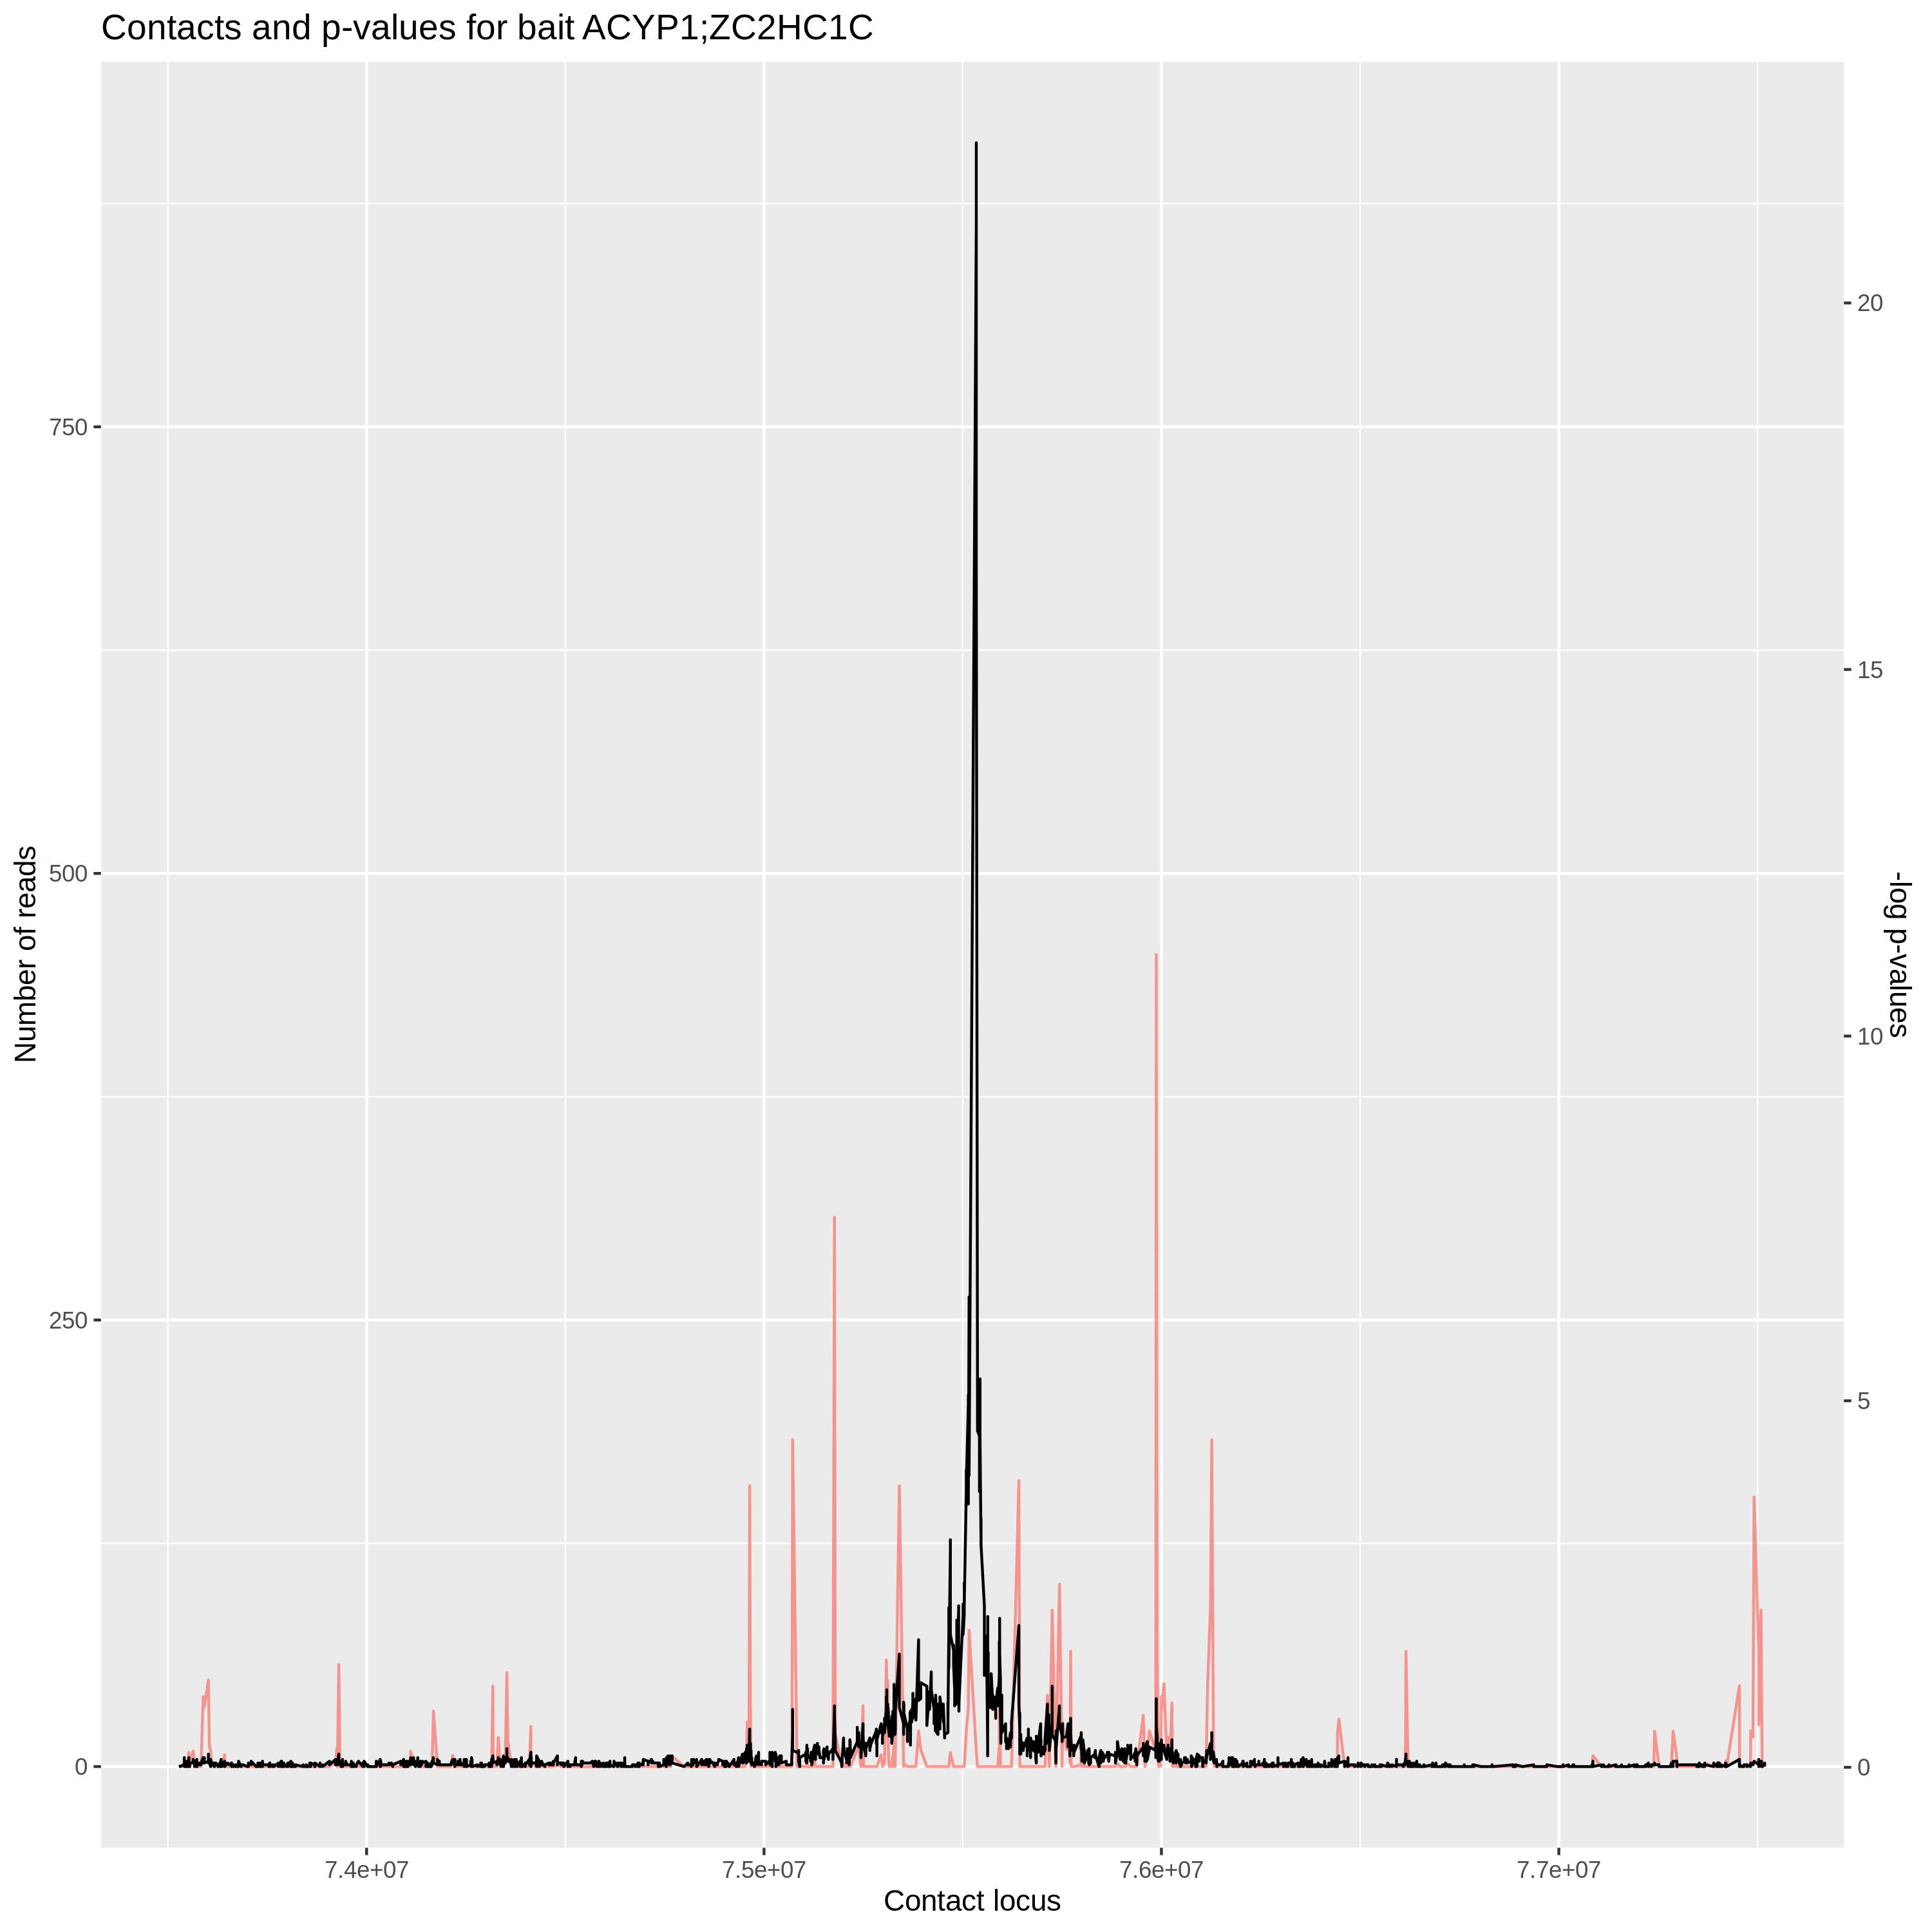 Contacts and p-values for bait ACYP1;ZC2HC1C
Number of reads
750
500
250
0
20
15
10
5
0
-log p-values
7.4e+07 7.5e+07 7.6e+07 7.7e+07
Contact locus